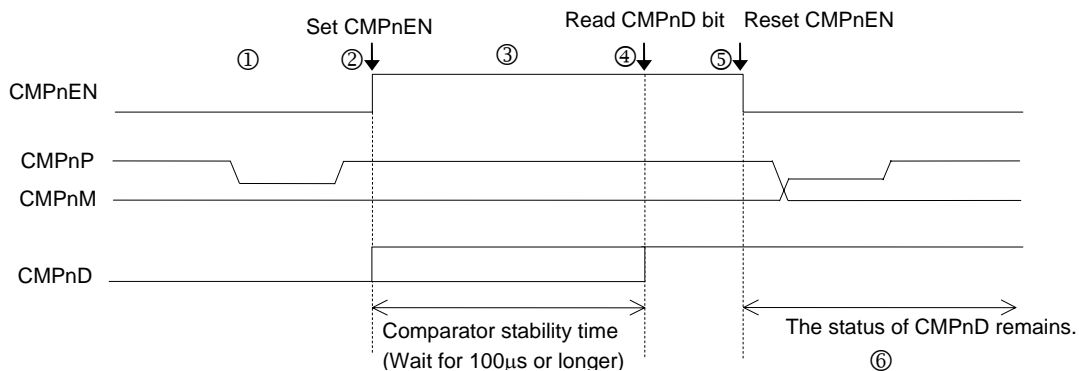 Set CMPnEN
Read CMPnD bit
Reset CMPnEN
① ② ③ ④ ⑤
CMPnEN
CMPnP
CMPnM
CMPnD
Comparator stability time
(Wait for 100μs or longer)
The status of CMPnD remains.
⑥